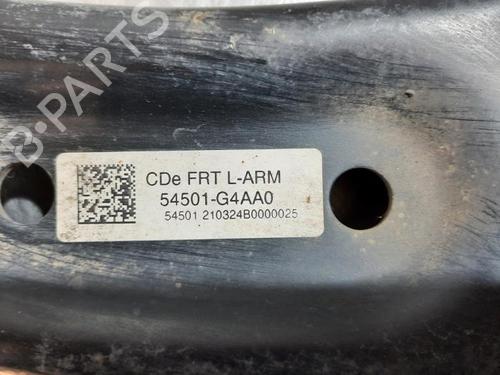 B-PARTS
CDe FRT L-ARM
54501-G4AA0
54501 210324B0000025